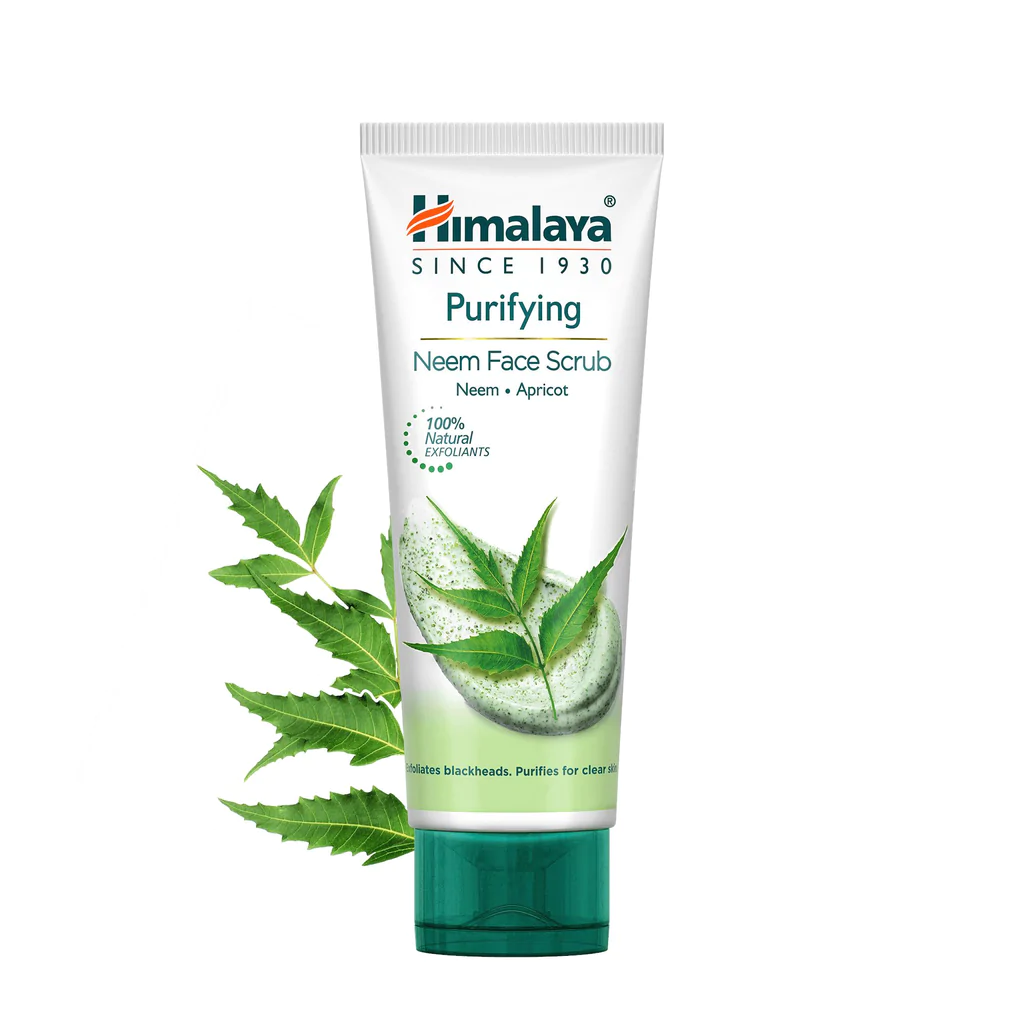 Himalaya®
SINCE 1930
Purifying
Neem Face Scrub
Neem • Apricot
100%
Natural
EXFOLIANTS
blackheads. Purifies for clear